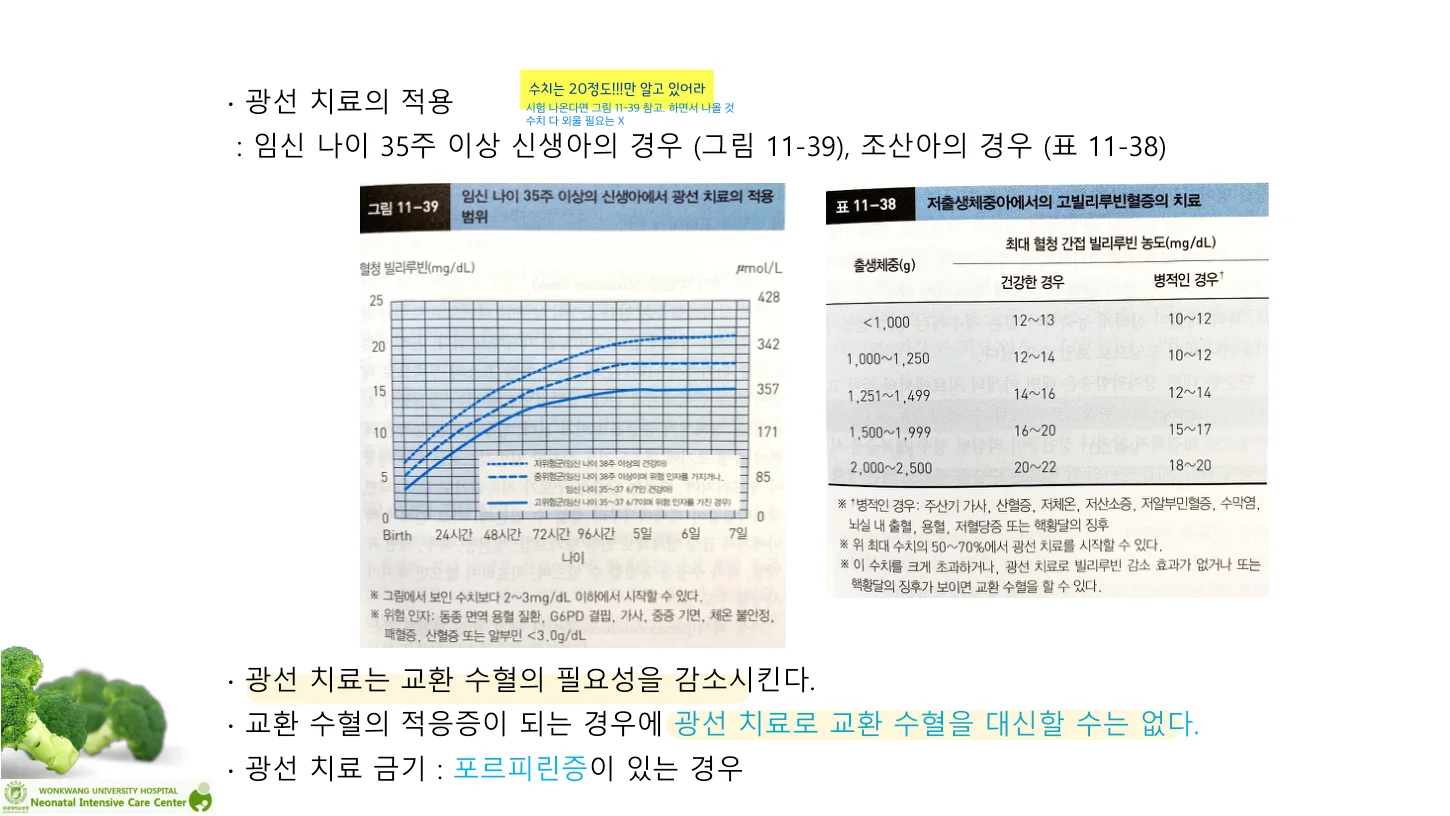 수치는 20정도!!!만 알고 있어라
· 광선 치료의 적용
시험 나온다면 그림 11-39 참고. 하면서 나올 것
수치 다 외울 필요는 X
: 임신 나이 35주 이상 신생아의 경우 (그림 11-39), 조산아의 경우 (표 11-38)
그림 11-39 임신 나이 35주 이상의 신생아에서 광선 치료의 적용
범위
혈청 빌리루빈(mg/dL) μmol/L
25 428
20 342
15 357
10 171
5 85
0 0
저위험군(임신 나이 38주 이상의 건강아)
중위험군(임신 나이 38주 이상이며 위험 인자를 가지거나,
임신 나이 35~37 6/7인 건강아)
고위험군(임신 나이 35~37 6/7이며 위험 인자를 가진 경우)
Birth 24시간 48시간 72시간 96시간 5일 6일 7일
나이
※ 그림에서 보인 수치보다 2~3mg/dL 이하에서 시작할 수 있다.
※ 위험 인자: 동종 면역 용혈 질환, G6PD 결핍, 가사, 중증 기면, 체온 불안정,
패혈증, 산혈증 또는 알부민 <3.0g/dL
표 11-38 저출생체중아에서의 고빌리루빈혈증의 치료
최대 혈청 간접 빌리루빈 농도(mg/dL)
출생체중(g)
건강한 경우 병적인 경우†
<1,000 12~13 10~12
1,000~1,250 12~14 10~12
1,251~1,499 14~16 12~14
1,500~1,999 16~20 15~17
2,000~2,500 20~22 18~20
※ †병적인 경우: 주산기 가사, 산혈증, 저체온, 저산소증, 저알부민혈증, 수막염,
뇌실 내 출혈, 용혈, 저혈당증 또는 핵황달의 징후
※ 위 최대 수치의 50~70%에서 광선 치료를 시작할 수 있다.
※ 이 수치를 크게 초과하거나, 광선 치료로 빌리루빈 감소 효과가 없거나 또는
핵황달의 징후가 보이면 교환 수혈을 할 수 있다.
· 광선 치료는 교환 수혈의 필요성을 감소시킨다.
· 교환 수혈의 적응증이 되는 경우에 광선 치료로 교환 수혈을 대신할 수는 없다.
· 광선 치료 금기 : 포르피린증이 있는 경우
WONKWANG UNIVERSITY HOSPITAL
Neonatal Intensive Care Center